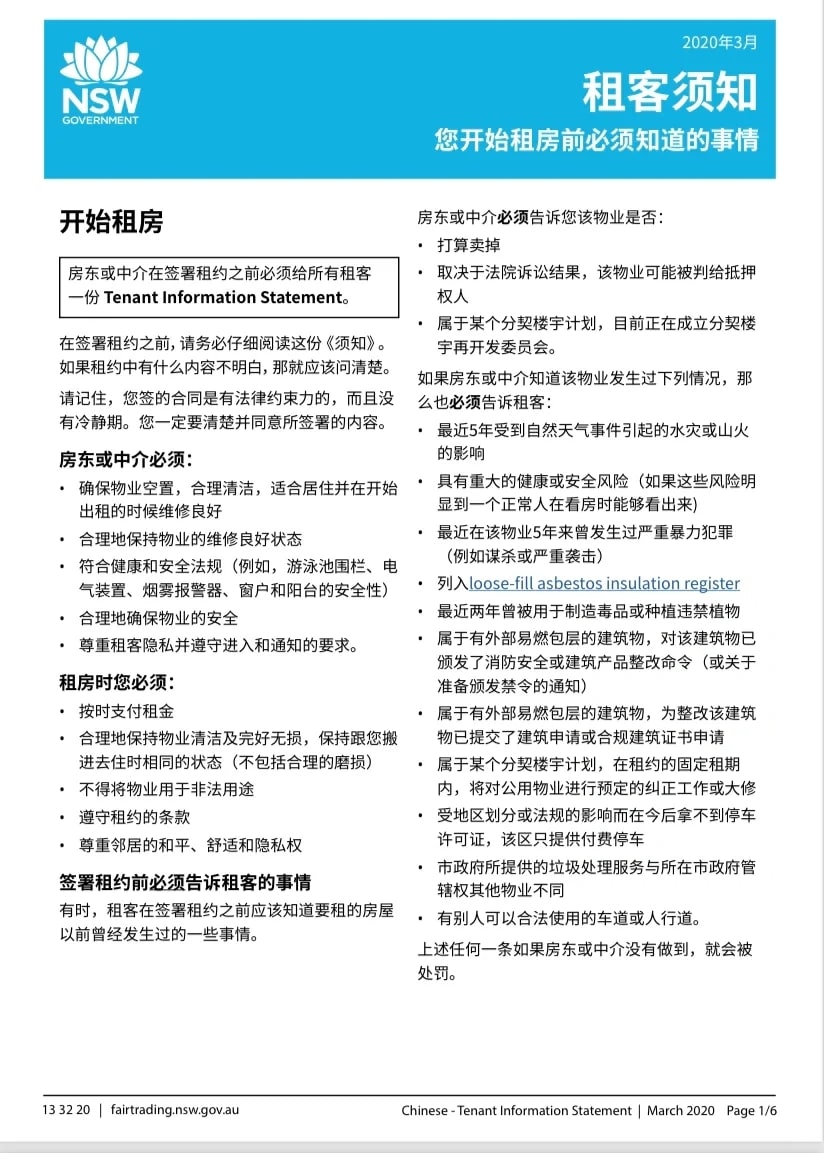 NSW
GOVERNMENT
2020年3月
租客须知
您开始租房前必须知道的事情
开始租房
房东或中介在签署租约之前必须给所有租客
一份 Tenant Information Statement。
在签署租约之前，请务必仔细阅读这份《须知》。
如果租约中有什么内容不明白，那就应该问清楚。
请记住，您签的合同是有法律约束力的，而且没
有冷静期。您一定要清楚并同意所签署的内容。
房东或中介必须：
• 确保物业空置，合理清洁，适合居住并在开始
出租的时候维修良好
• 合理地保持物业的维修良好状态
• 符合健康和安全法规（例如，游泳池围栏、电
气装置、烟雾报警器、窗户和阳台的安全性）
• 合理地确保物业的安全
• 尊重租客隐私并遵守进入和通知的要求。
租房时您必须：
• 按时支付租金
• 合理地保持物业清洁及完好无损，保持跟您搬
进去住时相同的状态（不包括合理的磨损）
• 不得将物业用于非法用途
• 遵守租约的条款
• 尊重邻居的和平、舒适和隐私权
签署租约前必须告诉租客的事情
有时，租客在签署租约之前应该知道要租的房屋
以前曾经发生过的一些事情。
房东或中介必须告诉您该物业是否：
• 打算卖掉
• 取决于法院诉讼结果，该物业可能被判给抵押
权人
• 属于某个分契楼宇计划，目前正在成立分契楼
宇再开发委员会。
如果房东或中介知道该物业发生过下列情况，那
么也必须告诉租客：
• 最近5年受到自然天气事件引起的水灾或山火
的影响
• 具有重大的健康或安全风险（如果这些风险明
显到一个正常人在看房时能够看出来)
• 最近在该物业5年来曾发生过严重暴力犯罪
（例如谋杀或严重袭击）
• 列入loose-fill asbestos insulation register
• 最近两年曾被用于制造毒品或种植违禁植物
• 属于有外部易燃包层的建筑物，对该建筑物已
颁发了消防安全或建筑产品整改命令（或关于
准备颁发禁令的通知）
• 属于有外部易燃包层的建筑物，为整改该建筑
物已提交了建筑申请或合规建筑证书申请
• 属于某个分契楼宇计划，在租约的固定租期
内，将对公用物业进行预定的纠正工作或大修
• 受地区划分或法规的影响而在今后拿不到停车
许可证，该区只提供付费停车
• 市政府所提供的垃圾处理服务与所在市政府管
辖权其他物业不同
• 有别人可以合法使用的车道或人行道。
上述任何一条如果房东或中介没有做到，就会被
处罚。
13 32 20 | fairtrading.nsw.gov.au
Chinese - Tenant Information Statement | March 2020 Page 1/6